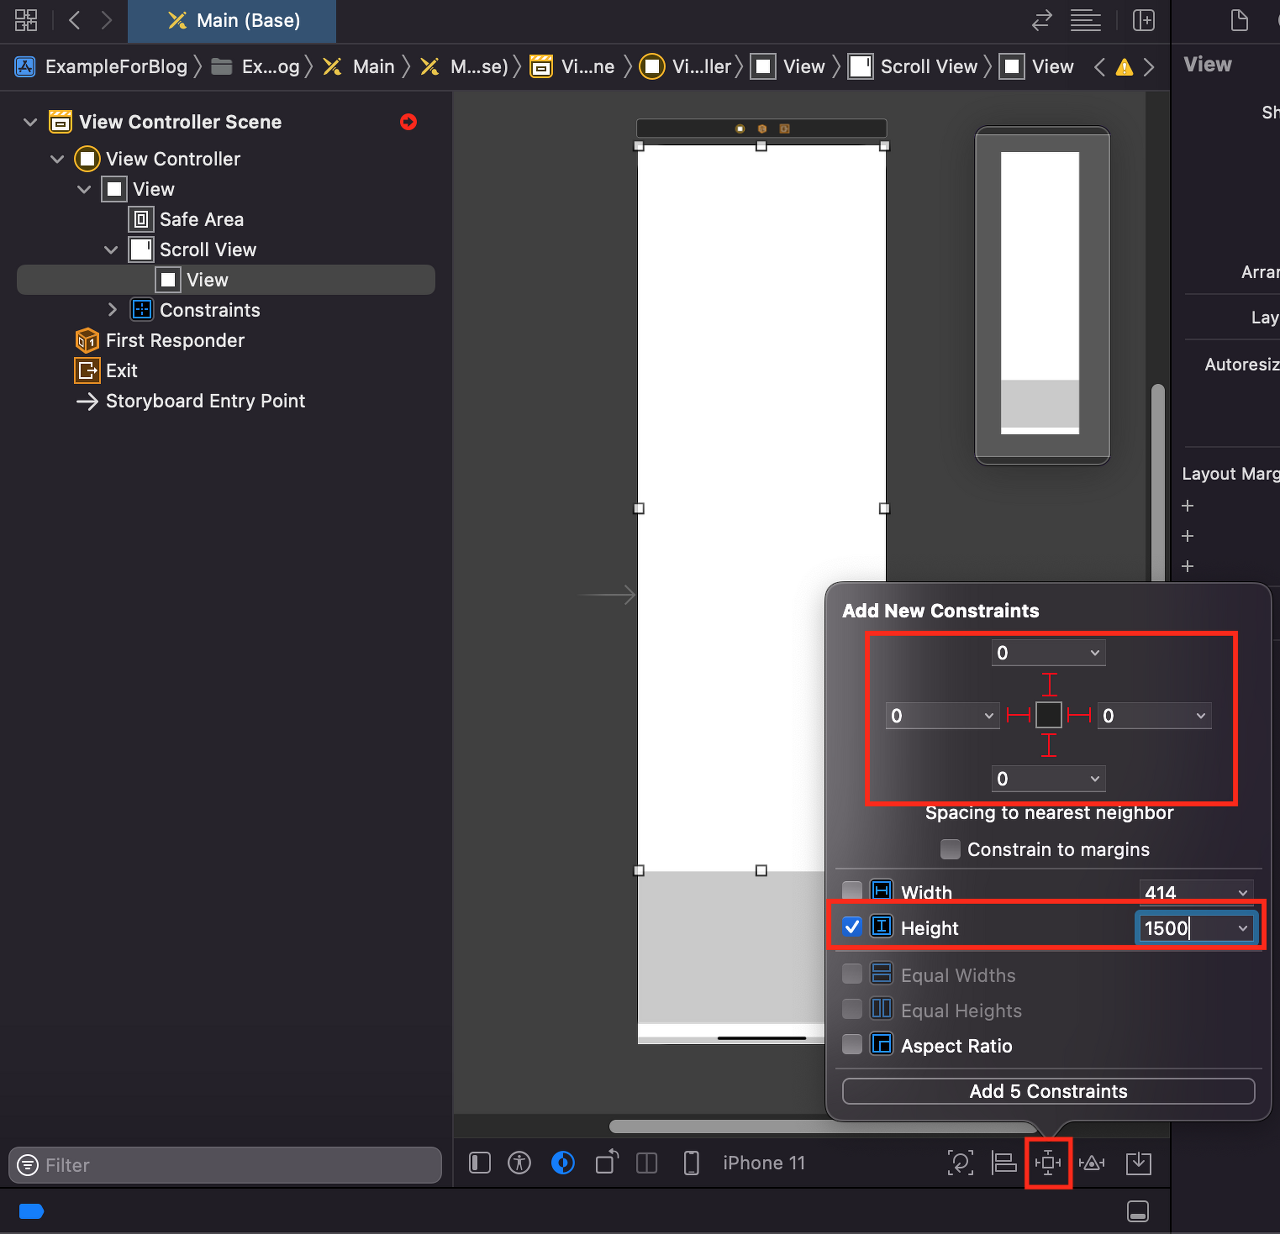 Main (Base)
ExampleForBlog
Ex...og
Main
M...se)
Vi...ne
Vi...ller
View
Scroll View
View
View
View Controller Scene
View Controller
View
Safe Area
Scroll View
View
Constraints
First Responder
Exit
Storyboard Entry Point
Sh
Arran
Lay
Autoresiz
Layout Marg
Add New Constraints
0
0
0
0
Spacing to nearest neighbor
Constrain to margins
Width
414
Height
1500
Equal Widths
Equal Heights
Aspect Ratio
Add 5 Constraints
Filter
iPhone 11